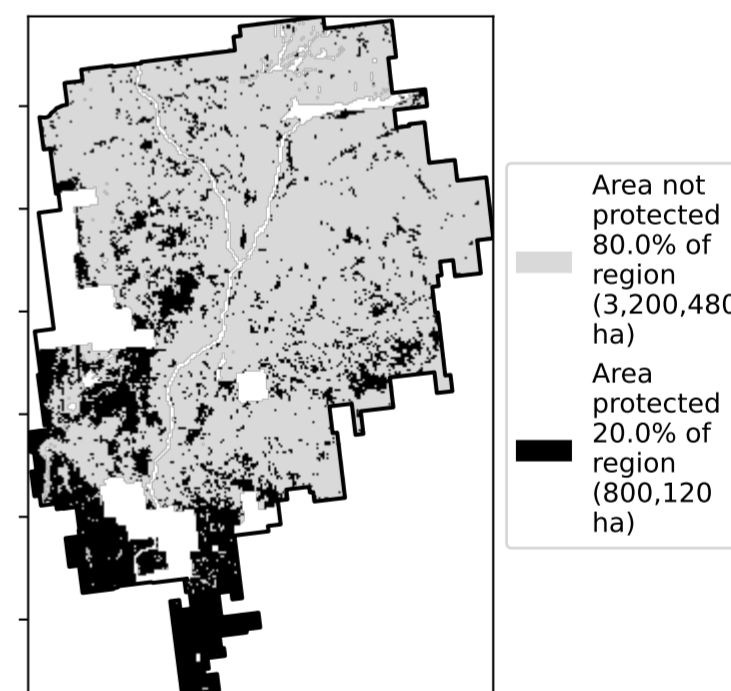 Area not
protected
80.0% of
region
(3,200,480
ha)
Area
protected
20.0% of
region
(800,120
ha)